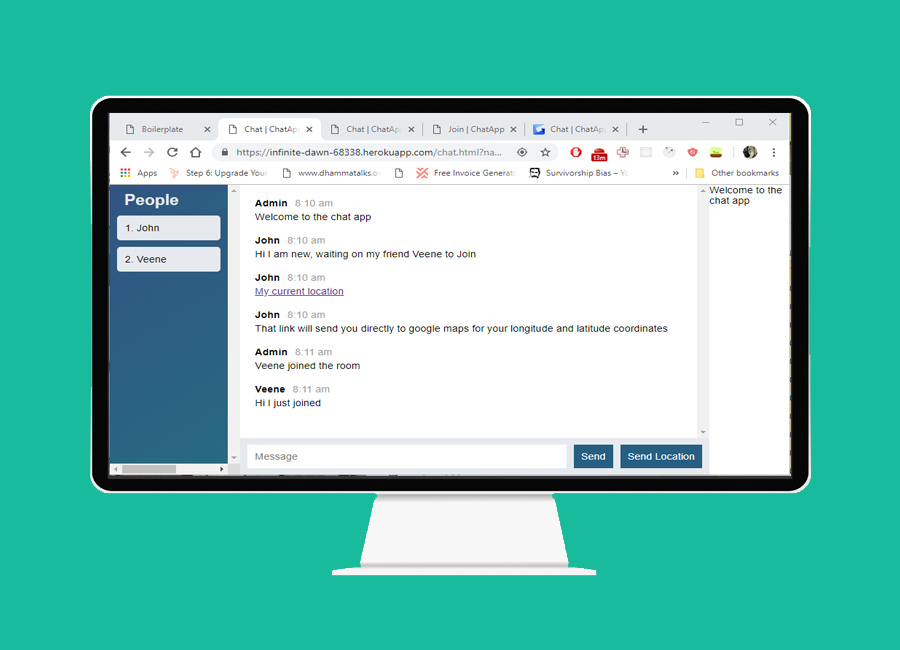 Boilerplate
Chat | ChatApp
Chat | ChatApp
Join | ChatApp
Chat | ChatApp
https://infinite-dawn-68338.herokuapp.com/chat.html?na...
13m
Apps
Step 6: Upgrade Your
www.dhammatalks.o
Free Invoice Generat
Survivorship Bias – Yo
»
Other bookmarks
People
1. John
2. Veene
Admin 8:10 am
Welcome to the chat app
John 8:10 am
Hi I am new, waiting on my friend Veene to Join
John 8:10 am
My current location
John 8:10 am
That link will send you directly to google maps for your longitude and latitude coordinates
Admin 8:11 am
Veene joined the room
Veene 8:11 am
Hi I just joined
Message
Send
Send Location
Welcome to the
chat app